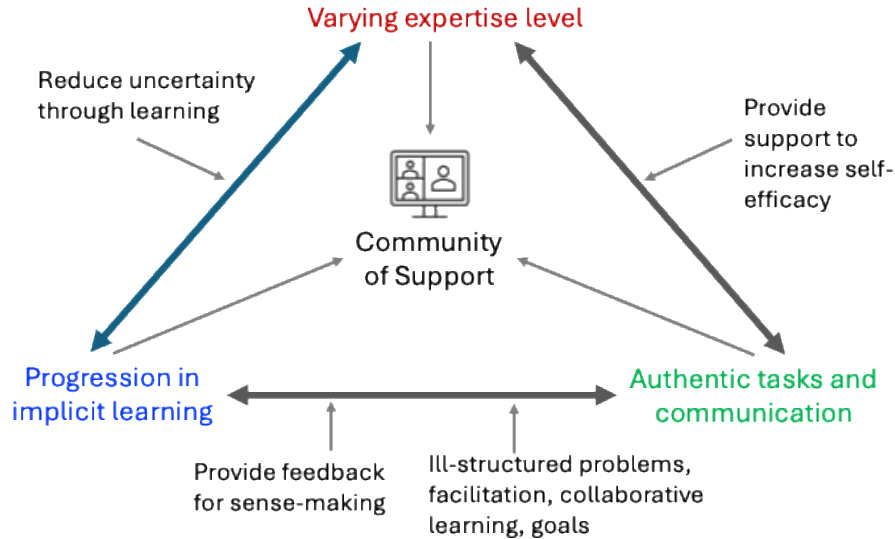 Varying expertise level
Reduce uncertainty
through learning
Provide
support to
increase self-
efficacy
Community
of Support
Progression in
implicit learning
Authentic tasks and
communication
Provide feedback
for sense-making
Ill-structured problems,
facilitation, collaborative
learning, goals